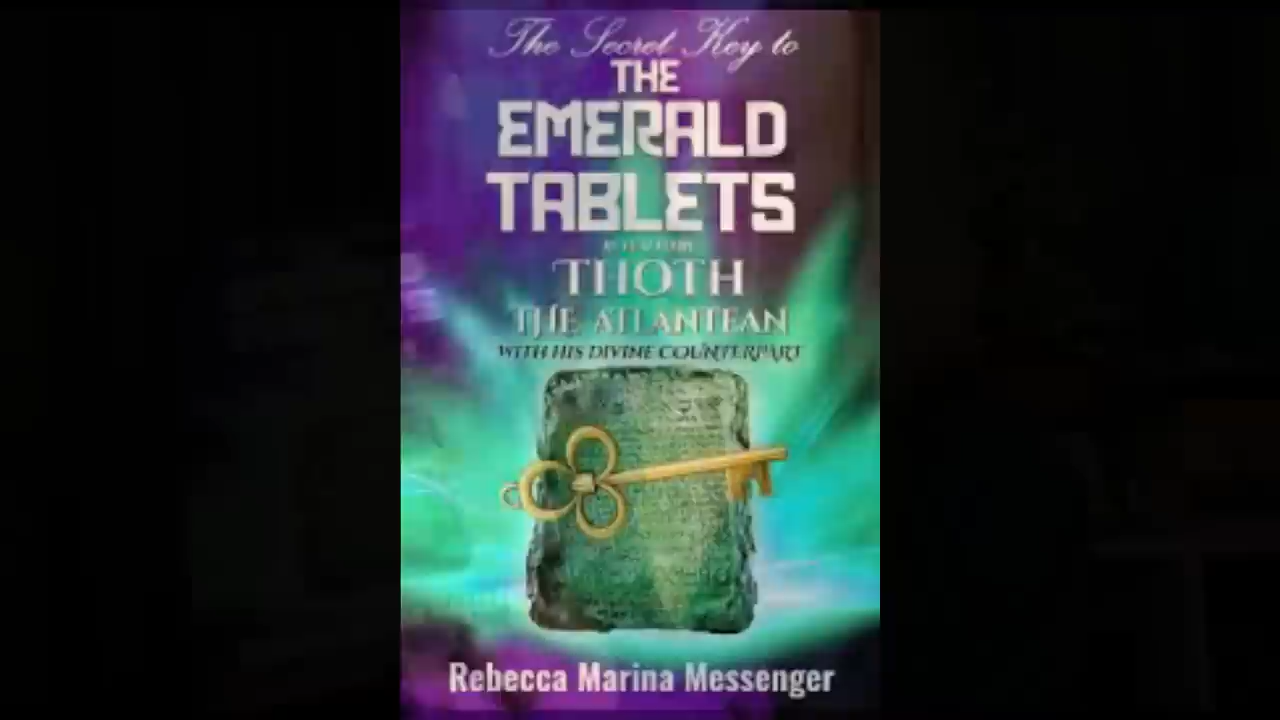 The Secret Key to
THE
EMERALD
TABLETS
THOTH
THE ATLANTEAN
WITH HIS DIVINE COUNTERPART
Rebecca Marina Messenger